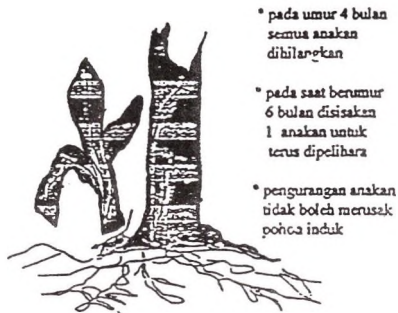 * pada umur 4 bulan
semua anakan
dihilangkan
* pada saat berumur
6 bulan disisakan
1 anakan untuk
terus dipelihara
* pengurangan anakan
tidak boleh merusak
pohon induk